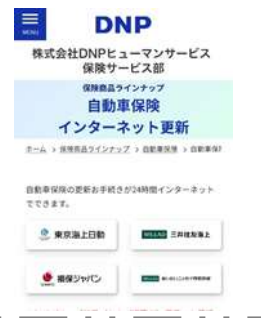 MENU
DNP
株式会社DNPヒューマンサービス
保険サービス部
保険商品ラインナップ
自動車保険
インターネット更新
ホーム > 保険商品ラインナップ > 自動車保険 > 自動車保険
自動車保険の更新お手続きが24時間インターネット
でできます。
東京海上日動
三井住友海上
損保ジャパン